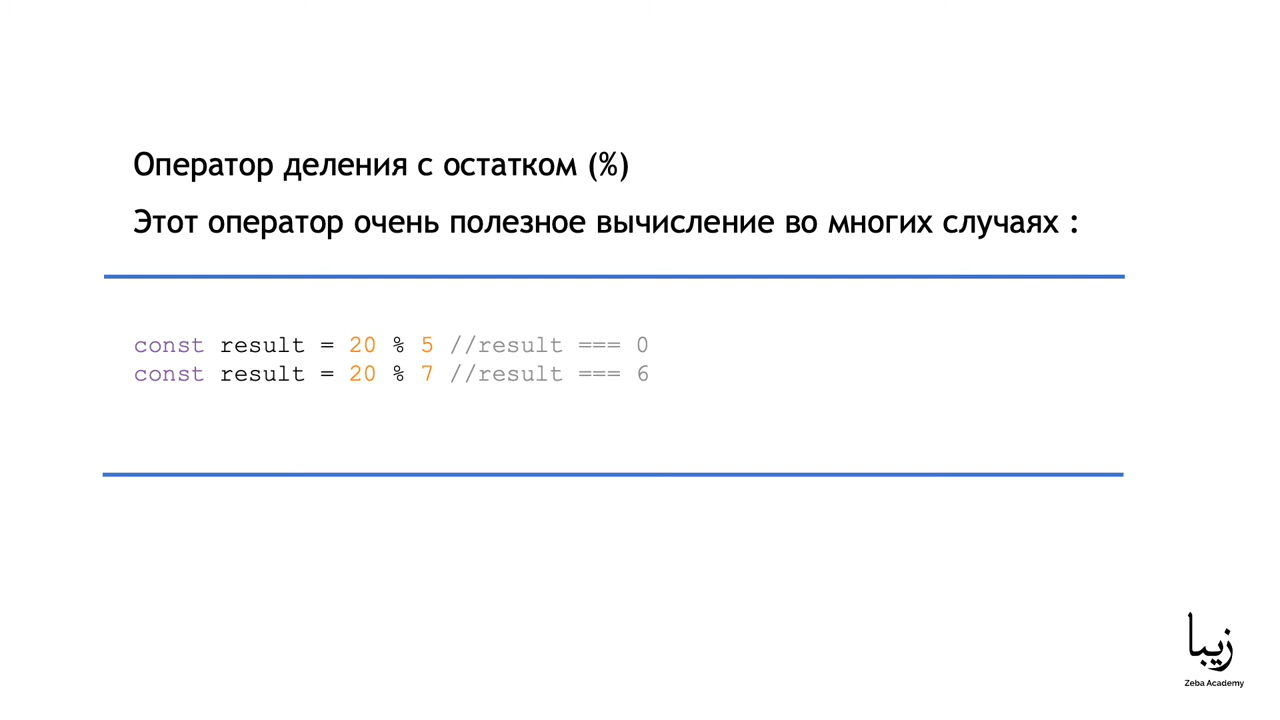 Оператор деления с остатком (%)
Этот оператор очень полезное вычисление во многих случаях :
const result = 20 % 5 //result === 0
const result = 20 % 7 //result === 6
زيبا
Zeba Academy